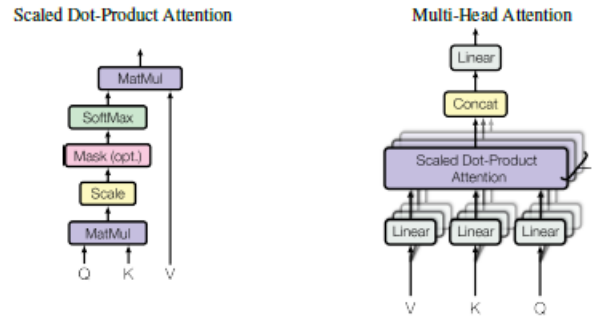 Scaled Dot-Product Attention
MatMul
SoftMax
Mask (opt.)
Scale
MatMul
Q K V
Multi-Head Attention
Linear
Concat
Scaled Dot-Product
Attention
Linear Linear Linear
V K Q